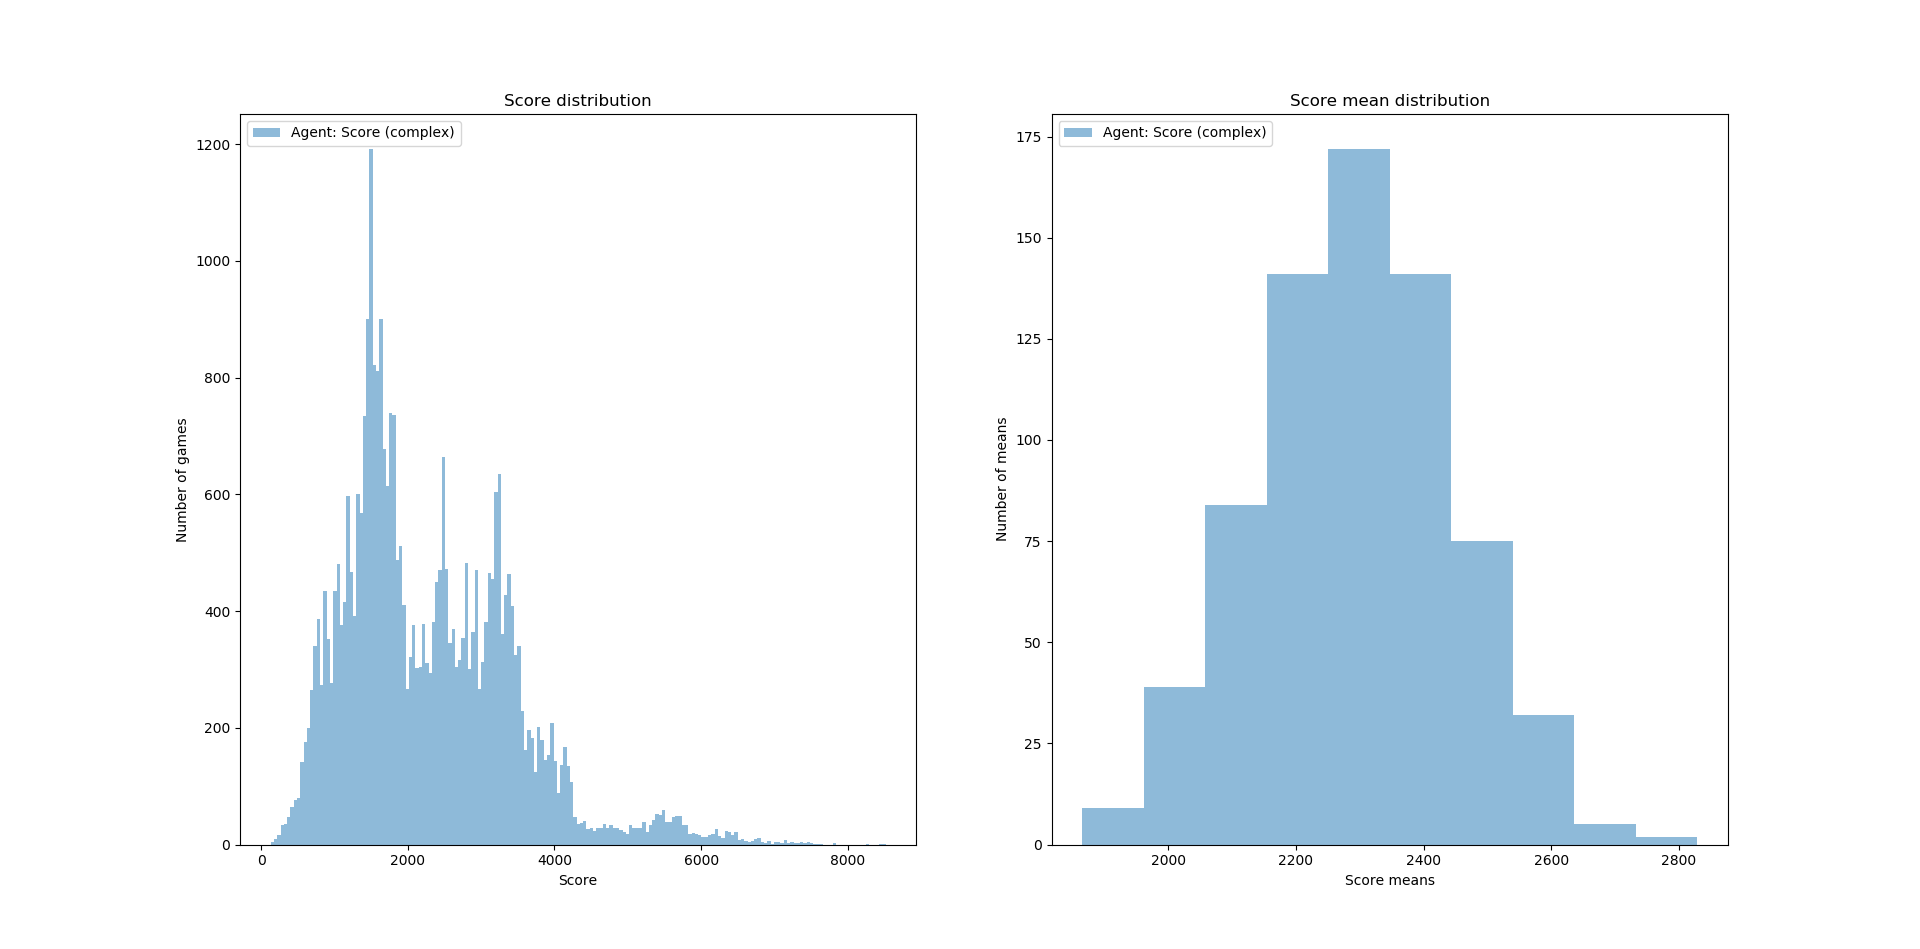 Score distribution
Agent: Score (complex)
1200
1000
800
600
400
200
0
Number of games
0 2000 4000 6000 8000
Score
Score mean distribution
Agent: Score (complex)
175
150
125
100
75
50
25
0
Number of means
2000 2200 2400 2600 2800
Score means